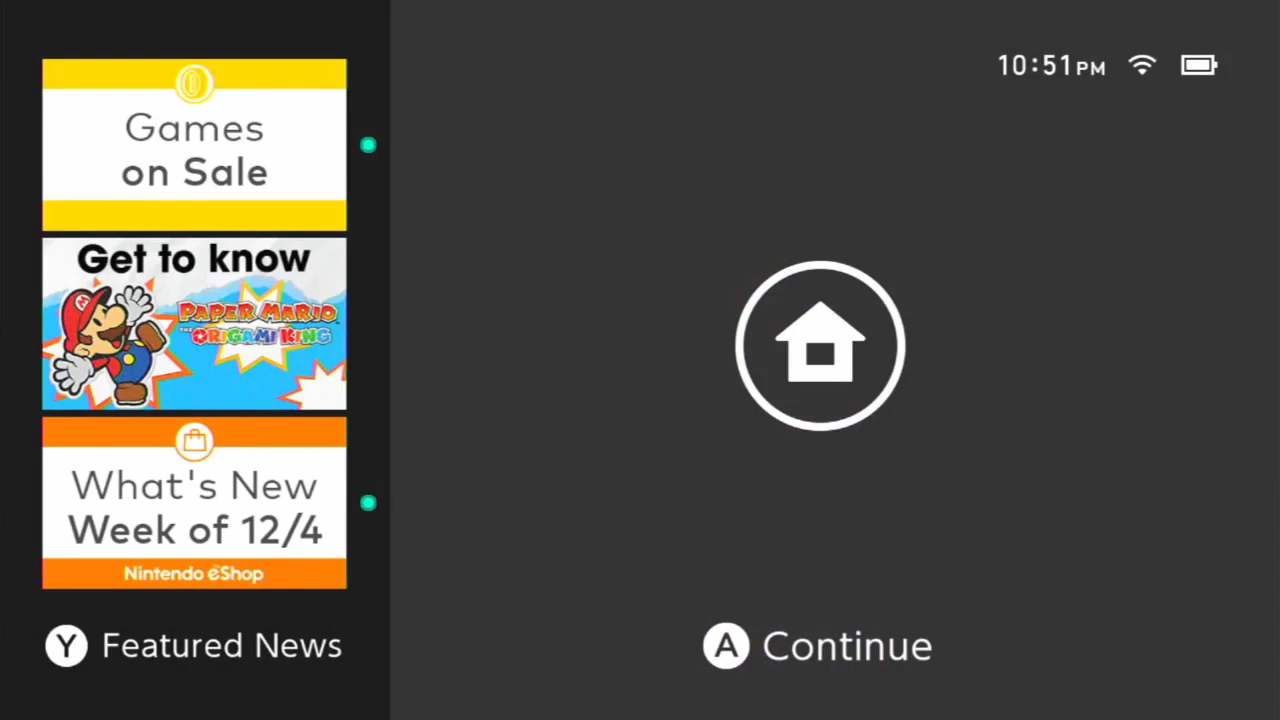 10:51PM
Games
on Sale
Get to know
PAPER MARIO
THE ORIGAMI KING
What's New
Week of 12/4
Nintendo eShop
Y Featured News
A Continue